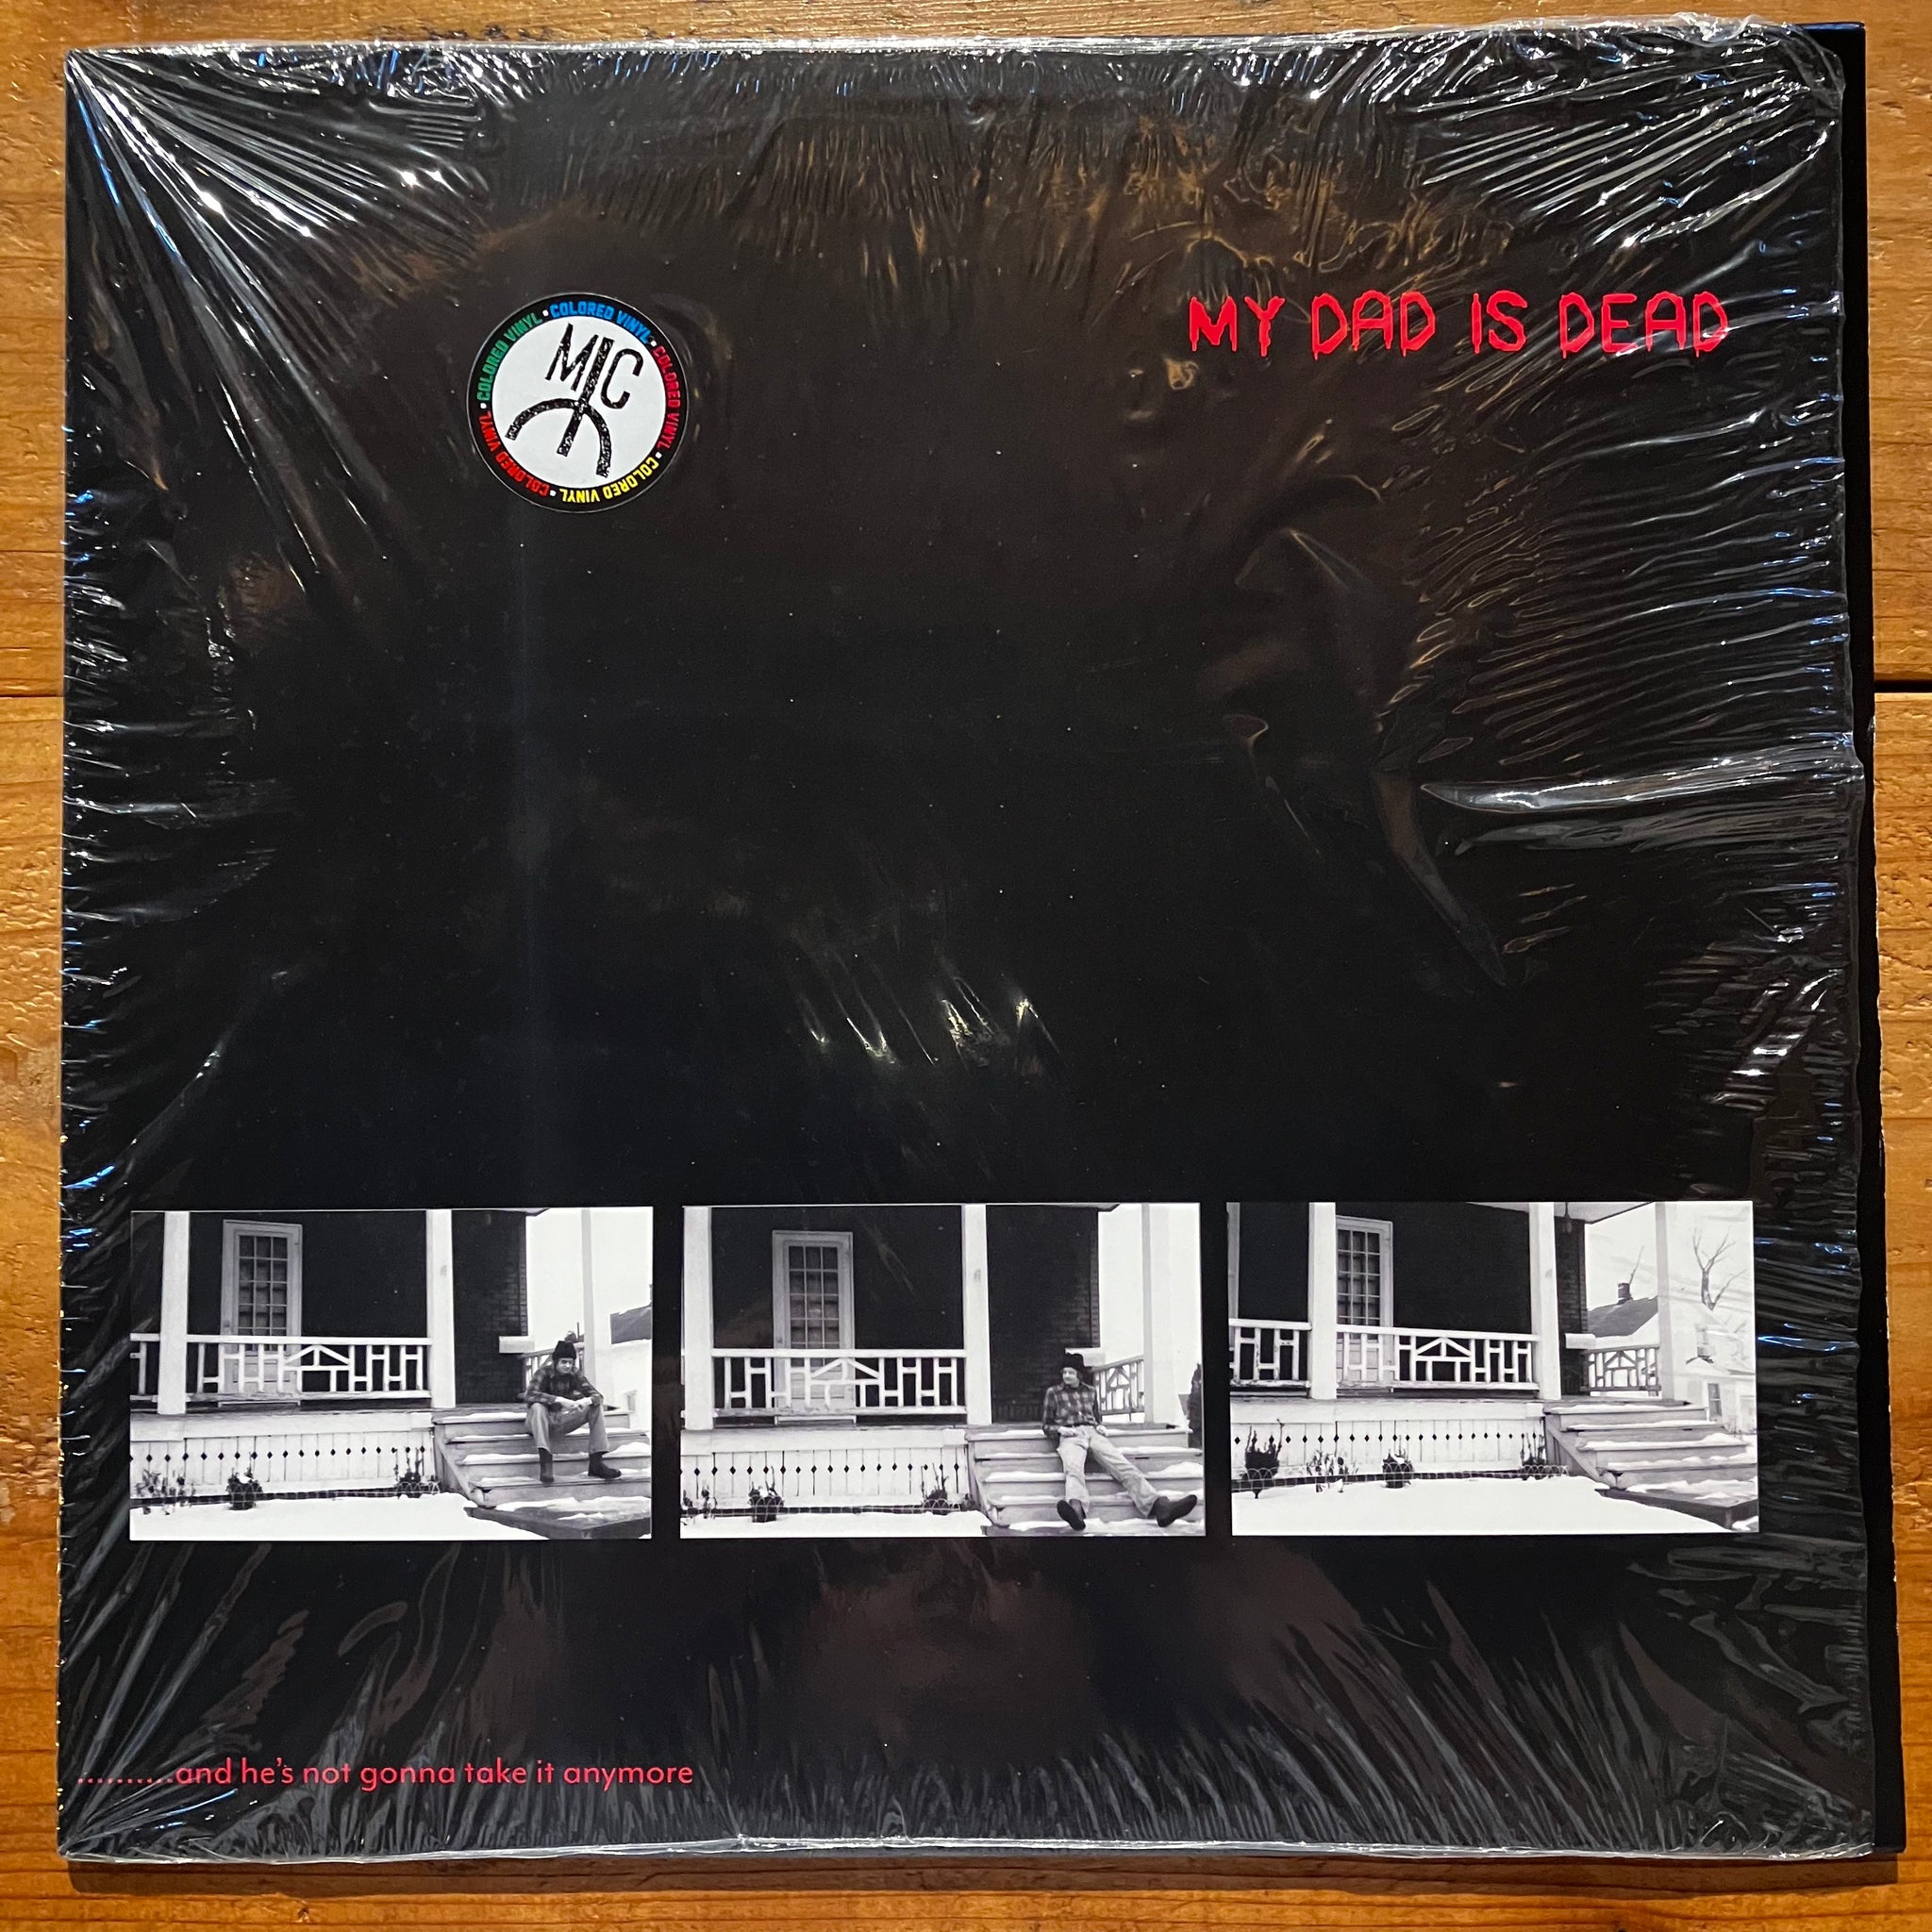 COLORED VINYL • COLORED VINYL • COLORED VINYL • COLORED VINYL • COLORED VINYL •
MIC
MY DAD IS DEAD
..........and he's not gonna take it anymore